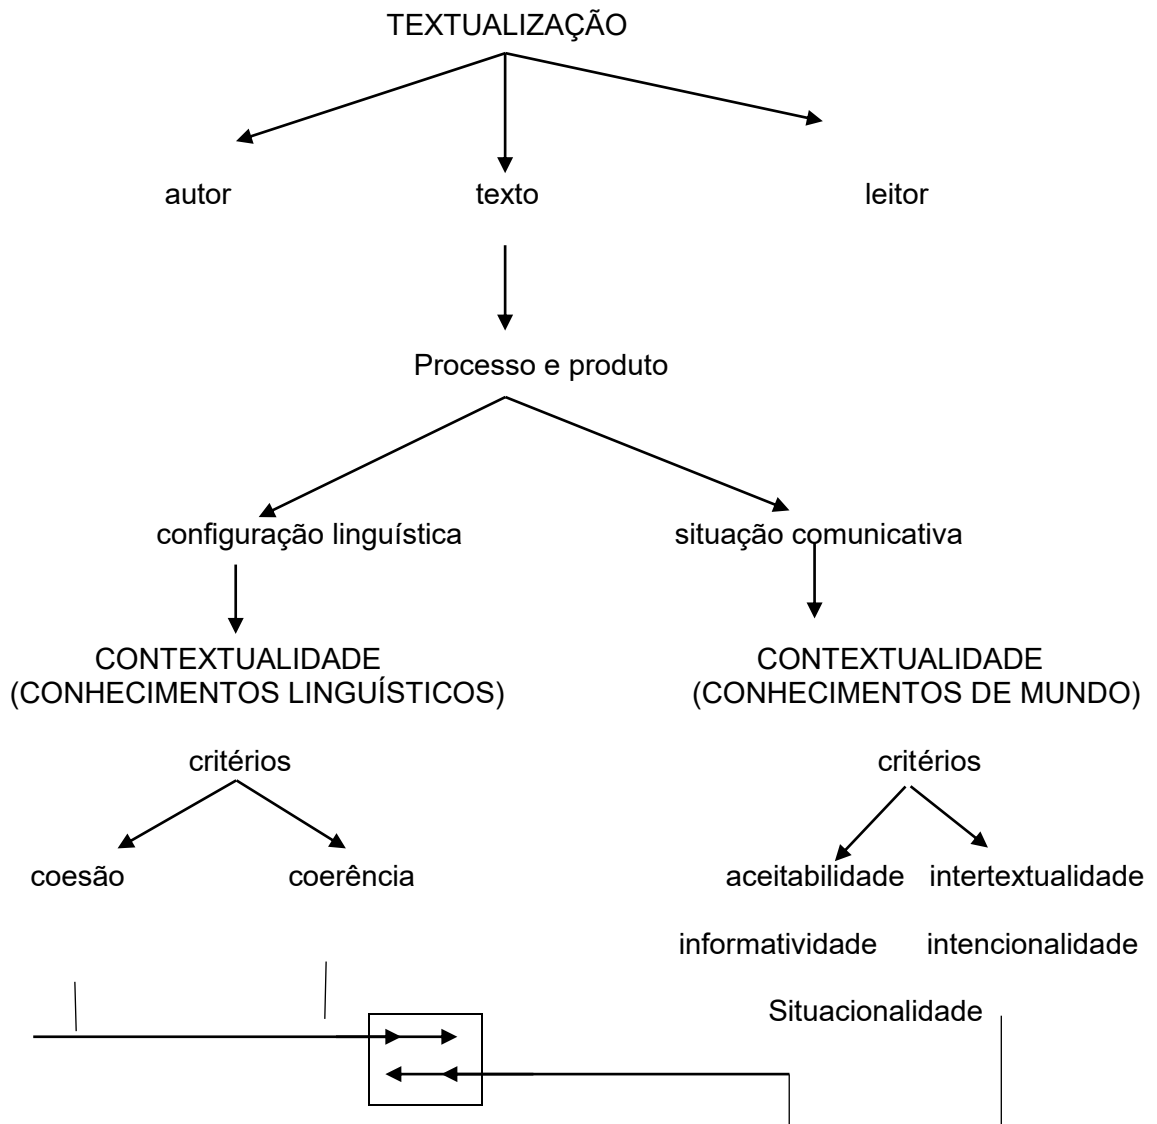 TEXTUALIZAÇÃO
autor texto leitor
Processo e produto
configuração linguística situação comunicativa
CONTEXTUALIDADE CONTEXTUALIDADE
(CONHECIMENTOS LINGUÍSTICOS) (CONHECIMENTOS DE MUNDO)
critérios critérios
coesão coerência aceitabilidade intertextualidade
informatividade intencionalidade
Situacionalidade